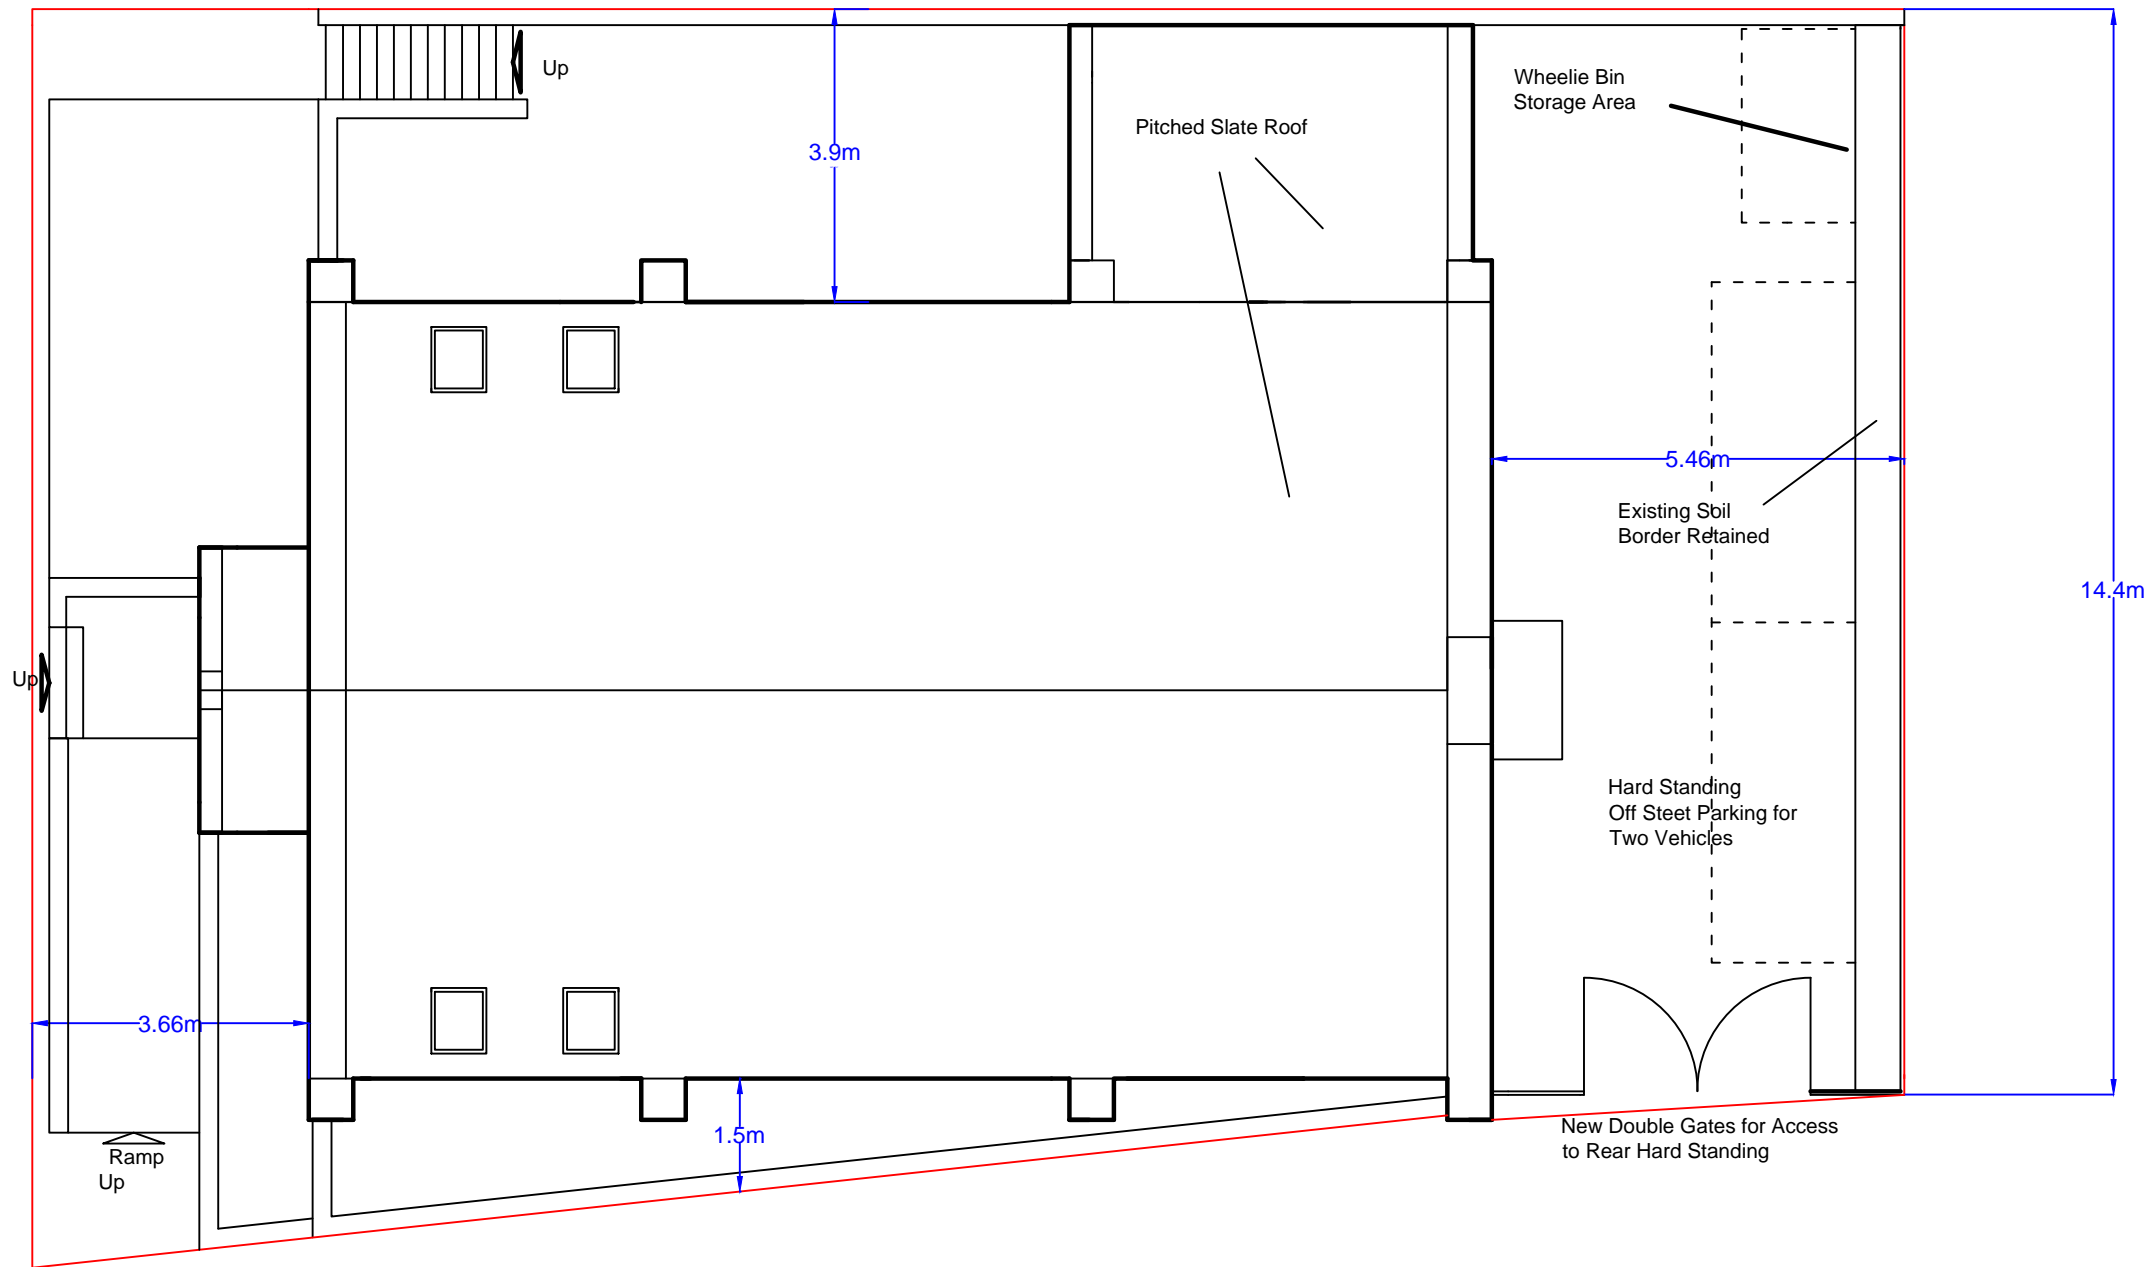 Up
Wheelie Bin
Storage Area
Pitched Slate Roof
3.9m
5.46m
Existing Soil
Border Retained
14.4m
Up
Hard Standing
Off Steet Parking for
Two Vehicles
3.66m
1.5m
New Double Gates for Access
to Rear Hard Standing
Ramp
Up